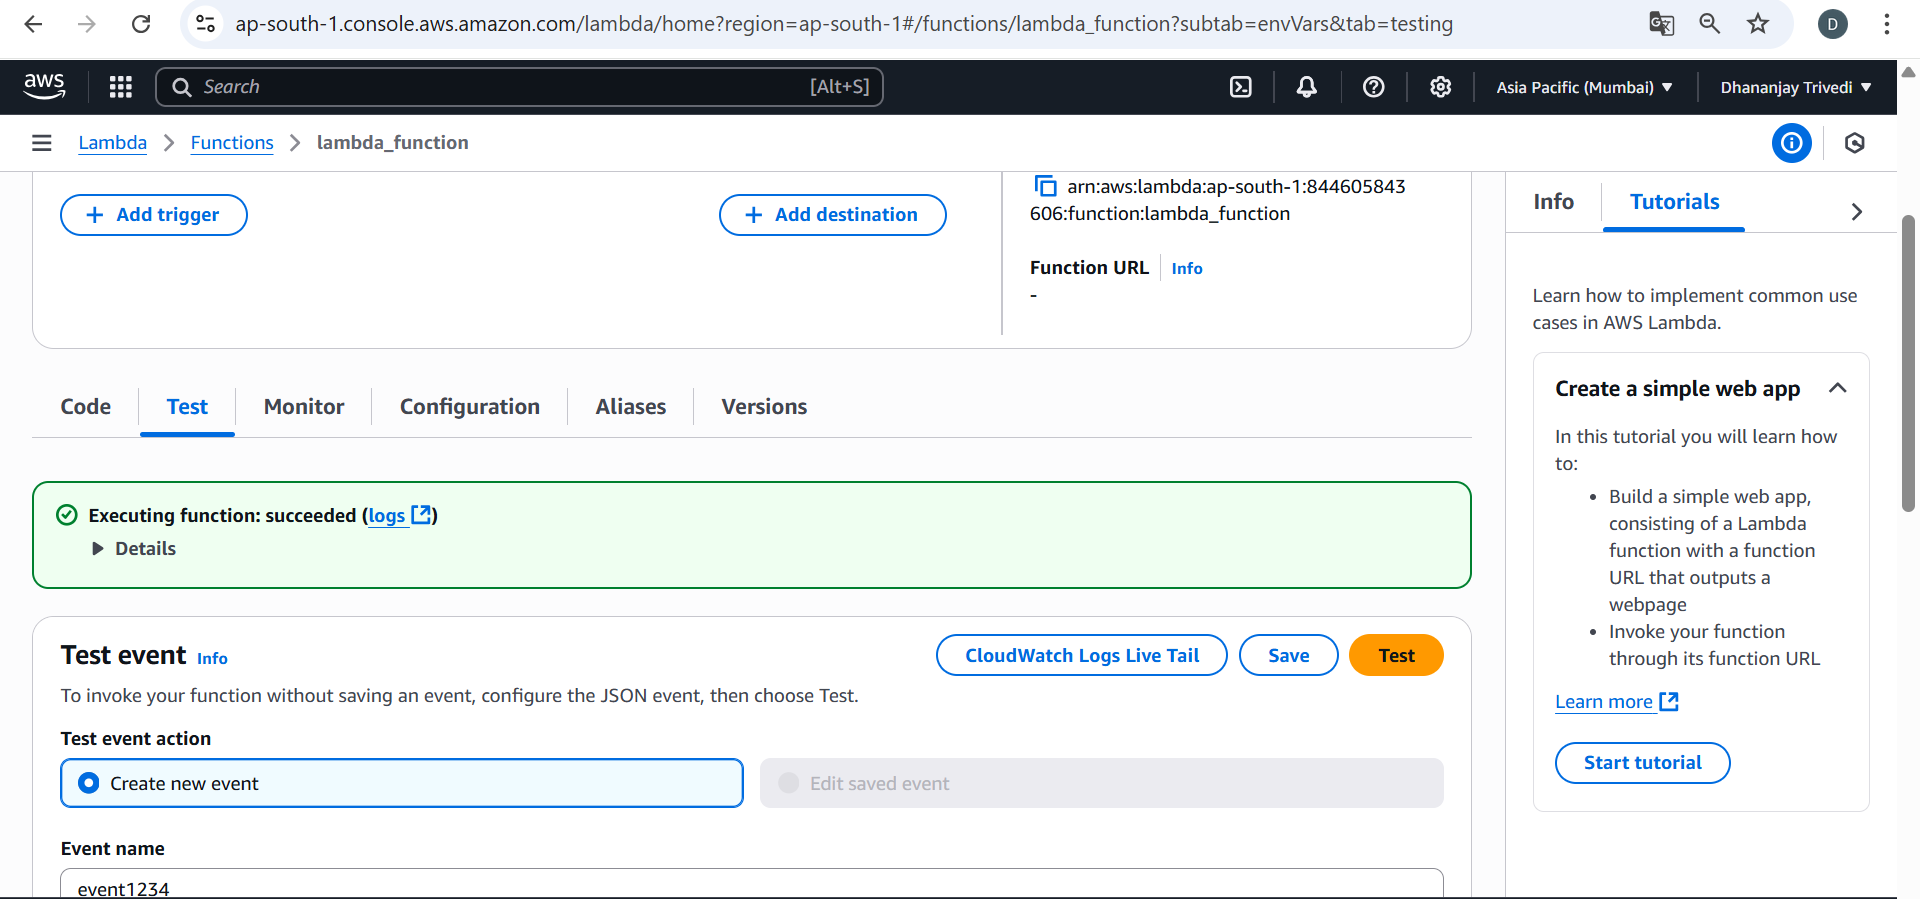 ap-south-1.console.aws.amazon.com/lambda/home?region=ap-south-1#/functions/lambda_function?subtab=envVars&tab=testing
D
aws
Search
[Alt+S]
Asia Pacific (Mumbai)
Dhananjay Trivedi
Lambda
Functions
lambda_function
Add trigger
Add destination
arn:aws:lambda:ap-south-1:844605843
606:function:lambda_function
Function URL
Info
-
Code
Test
Monitor
Configuration
Aliases
Versions
Executing function: succeeded (logs)
Details
Test event
Info
CloudWatch Logs Live Tail
Save
Test
To invoke your function without saving an event, configure the JSON event, then choose Test.
Test event action
Create new event
Edit saved event
Event name
event1234
Info
Tutorials
Learn how to implement common use
cases in AWS Lambda.
Create a simple web app
In this tutorial you will learn how
to:
• Build a simple web app,
consisting of a Lambda
function with a function
URL that outputs a
webpage
• Invoke your function
through its function URL
Learn more
Start tutorial